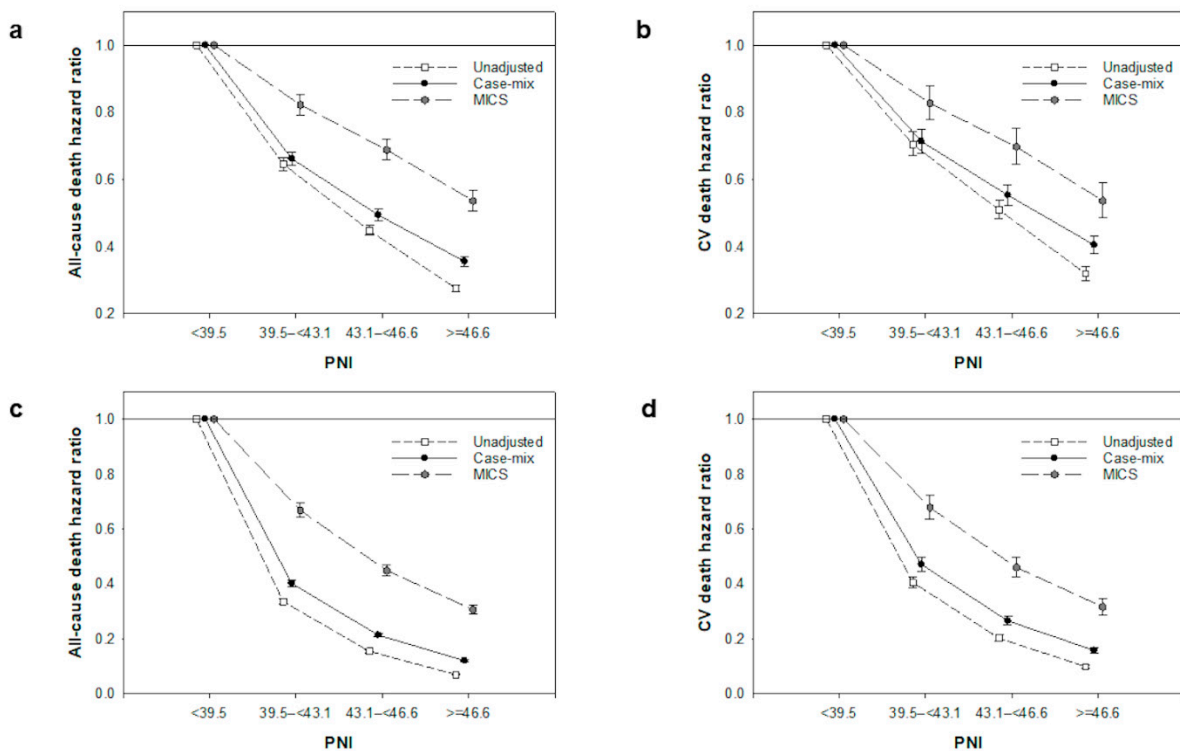 a
All-cause death hazard ratio
1.0
0.8
0.6
0.4
0.2
Unadjusted
Case-mix
MICS
<39.5
39.5–<43.1
43.1–<46.6
>=46.6
PNI
b
CV death hazard ratio
1.0
0.8
0.6
0.4
0.2
Unadjusted
Case-mix
MICS
<39.5
39.5–<43.1
43.1–<46.6
>=46.6
PNI
c
All-cause death hazard ratio
1.0
0.8
0.6
0.4
0.2
0.0
Unadjusted
Case-mix
MICS
<39.5
39.5–<43.1
43.1–<46.6
>=46.6
PNI
d
CV death hazard ratio
1.0
0.8
0.6
0.4
0.2
0.0
Unadjusted
Case-mix
MICS
<39.5
39.5–<43.1
43.1–<46.6
>=46.6
PNI